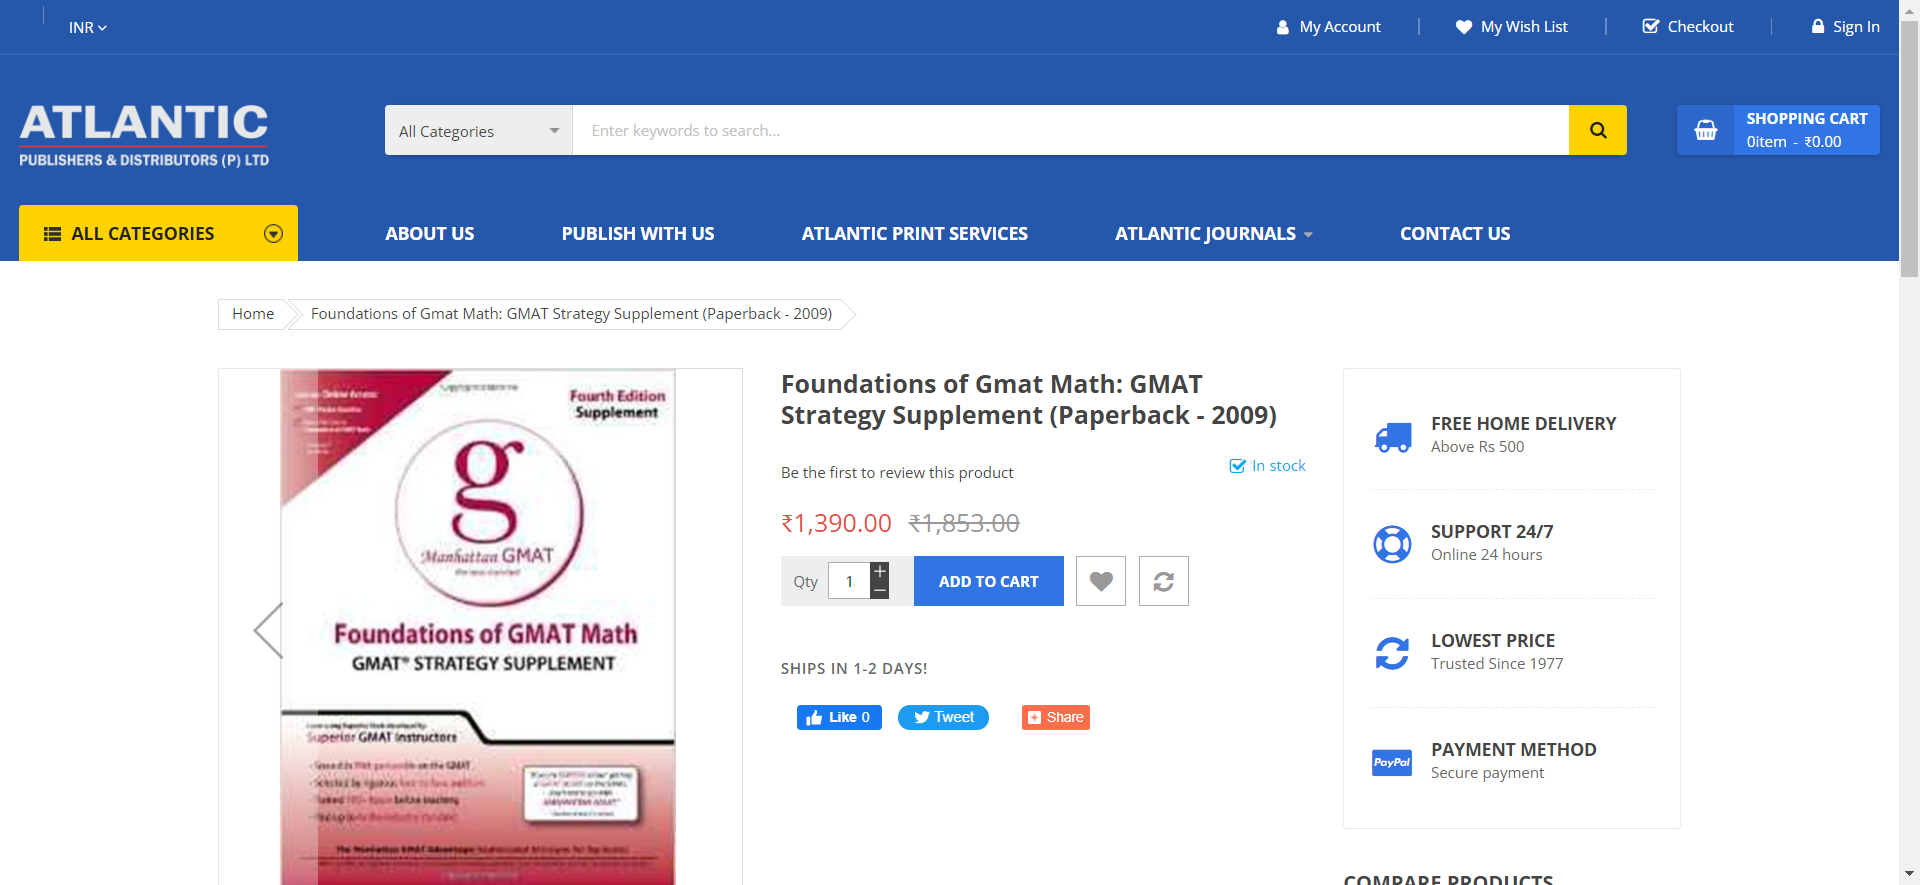 INR
My Account
My Wish List
Checkout
Sign In
ATLANTIC
PUBLISHERS & DISTRIBUTORS (P) LTD
All Categories
Enter keywords to search...
SHOPPING CART
0item - ₹0.00
ALL CATEGORIES
ABOUT US
PUBLISH WITH US
ATLANTIC PRINT SERVICES
ATLANTIC JOURNALS
CONTACT US
Home
Foundations of Gmat Math: GMAT Strategy Supplement (Paperback - 2009)
Fourth Edition
Supplement
g
Manhattan GMAT
Foundations of GMAT Math
GMAT® STRATEGY SUPPLEMENT
Superior GMAT Instructors
Foundations of Gmat Math: GMAT
Strategy Supplement (Paperback - 2009)
Be the first to review this product
In stock
₹1,390.00 ₹1,853.00
Qty 1 + −
ADD TO CART
SHIPS IN 1-2 DAYS!
Like 0
Tweet
Share
FREE HOME DELIVERY
Above Rs 500
SUPPORT 24/7
Online 24 hours
LOWEST PRICE
Trusted Since 1977
PayPal
PAYMENT METHOD
Secure payment
COMPARE PRODUCTS